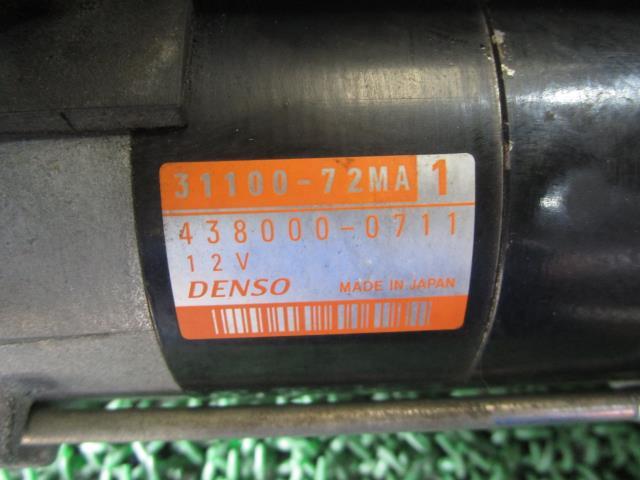 31100-72MA 1
438000-0711
12V
DENSO MADE IN JAPAN